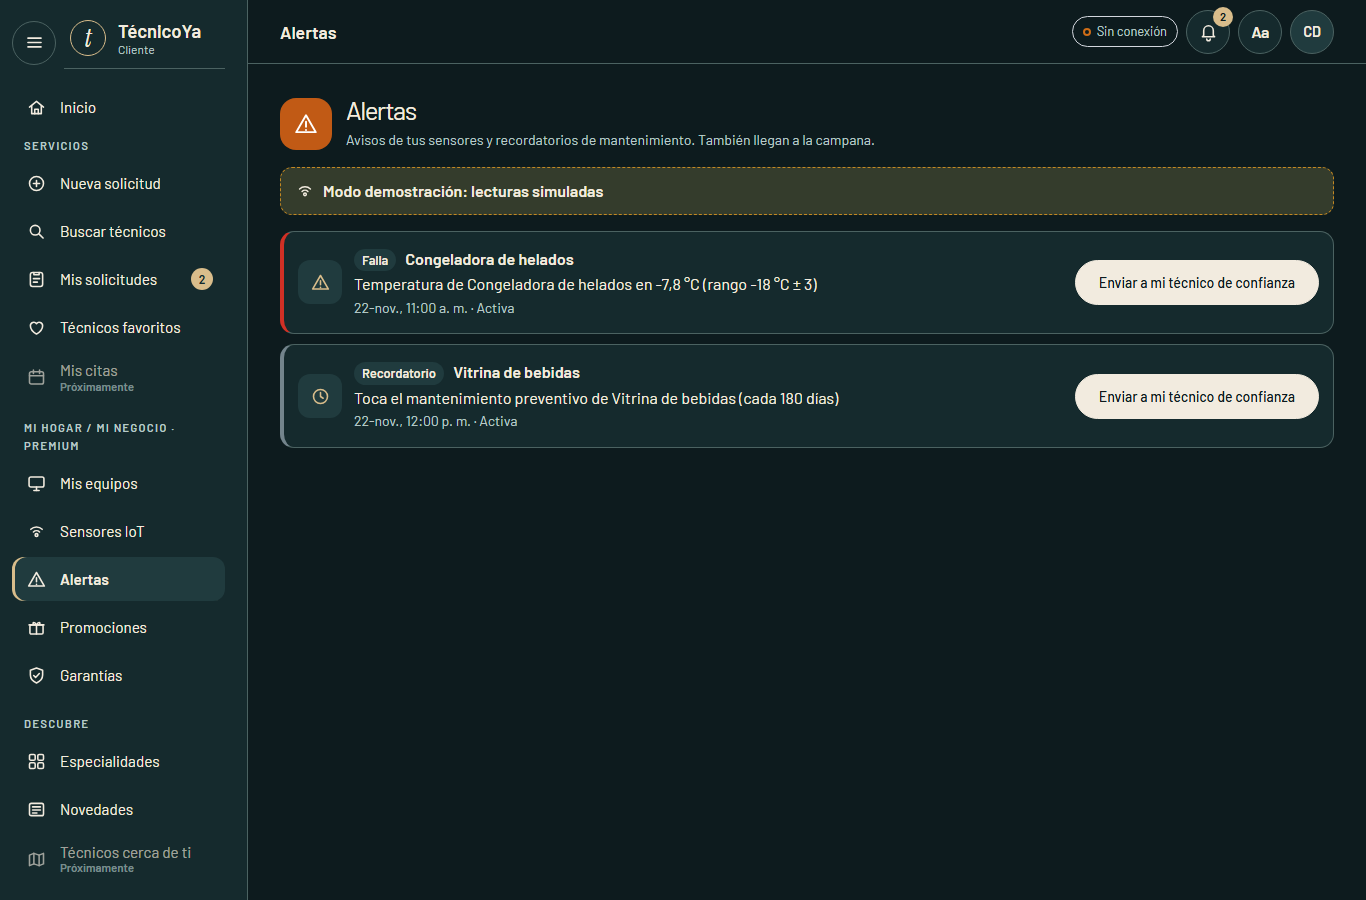 t
TécnicoYa
Cliente
Inicio
SERVICIOS
Nueva solicitud
Buscar técnicos
Mis solicitudes
2
Técnicos favoritos
Mis citas
Próximamente
MI HOGAR / MI NEGOCIO ·
PREMIUM
Mis equipos
Sensores IoT
Alertas
Promociones
Garantías
DESCUBRE
Especialidades
Novedades
Técnicos cerca de ti
Próximamente
Alertas
Sin conexión
2
Aa
CD
Alertas
Avisos de tus sensores y recordatorios de mantenimiento. También llegan a la campana.
Modo demostración: lecturas simuladas
Falla Congeladora de helados
Temperatura de Congeladora de helados en -7,8 °C (rango -18 °C ± 3)
22-nov., 11:00 a. m. · Activa
Enviar a mi técnico de confianza
Recordatorio Vitrina de bebidas
Toca el mantenimiento preventivo de Vitrina de bebidas (cada 180 días)
22-nov., 12:00 p. m. · Activa
Enviar a mi técnico de confianza